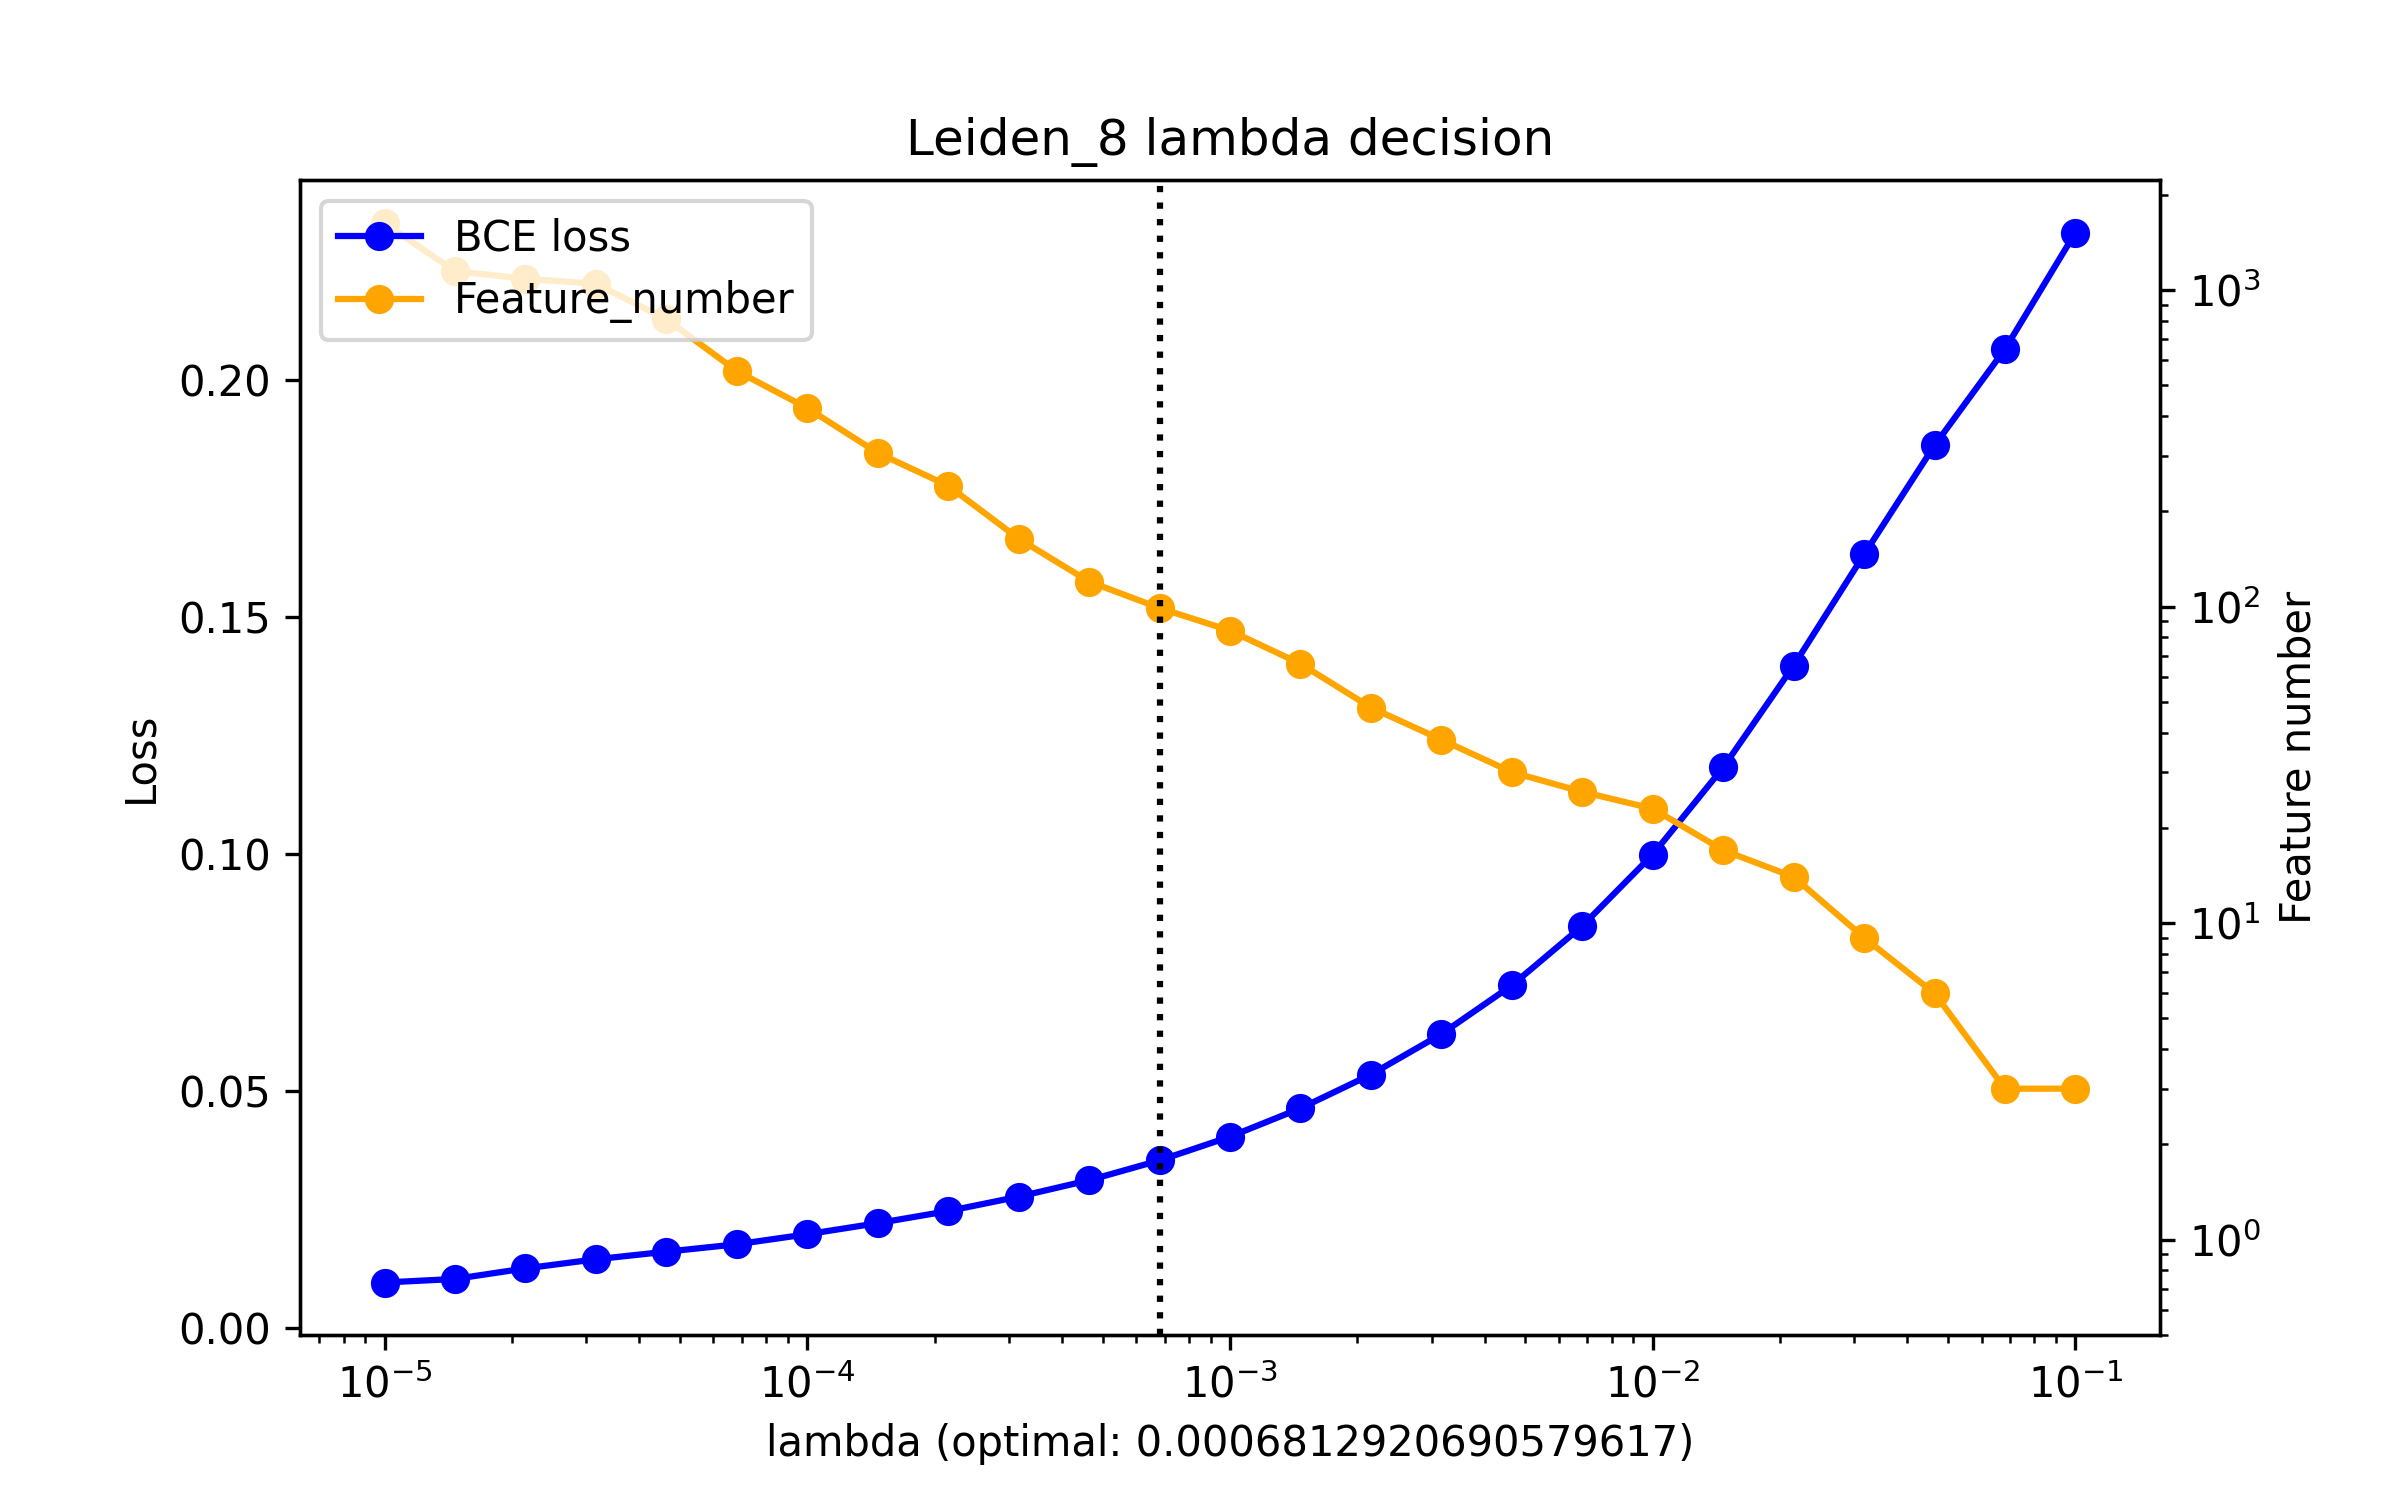 Leiden_8 lambda decision
BCE loss
Feature_number
0.20
0.15
0.10
0.05
0.00
Loss
10³
10²
10¹
10⁰
Feature number
10⁻⁵ 10⁻⁴ 10⁻³ 10⁻² 10⁻¹
lambda (optimal: 0.0006812920690579617)